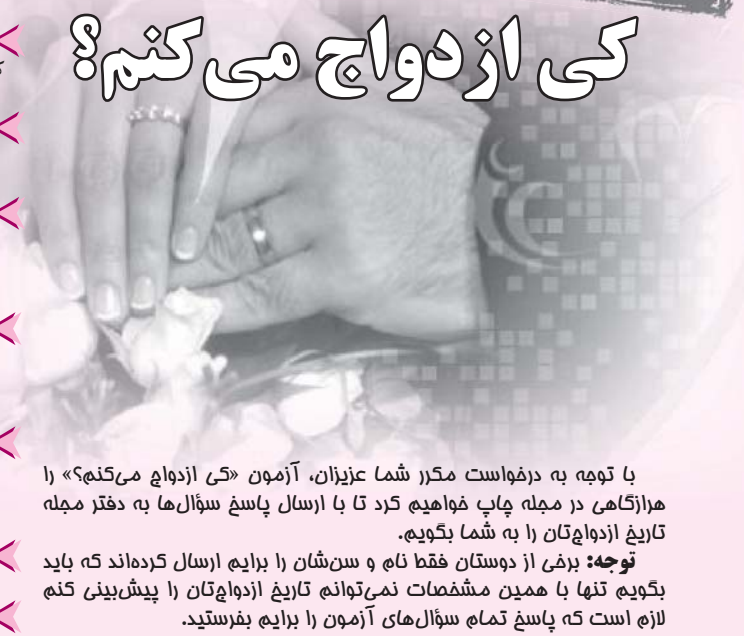 کی ازدواج می‌کنم؟
با توجه به درخواست مکرر شما عزیزان، آزمون «کی ازدواج می‌کنم؟» را
هرازگاهی در مجله چاپ خواهیم کرد تا با ارسال پاسخ سؤال‌ها به دفتر مجله
تاریخ ازدواج‌تان را به شما بگویم.
توجه: برخی از دوستان فقط نام و سن‌شان را برایم ارسال کرده‌اند که باید
بگویم تنها با همین مشخصات نمی‌توانم تاریخ ازدواج‌تان را پیش‌بینی کنم
لازم است که پاسخ تمام سؤال‌های آزمون را برایم بفرستید.